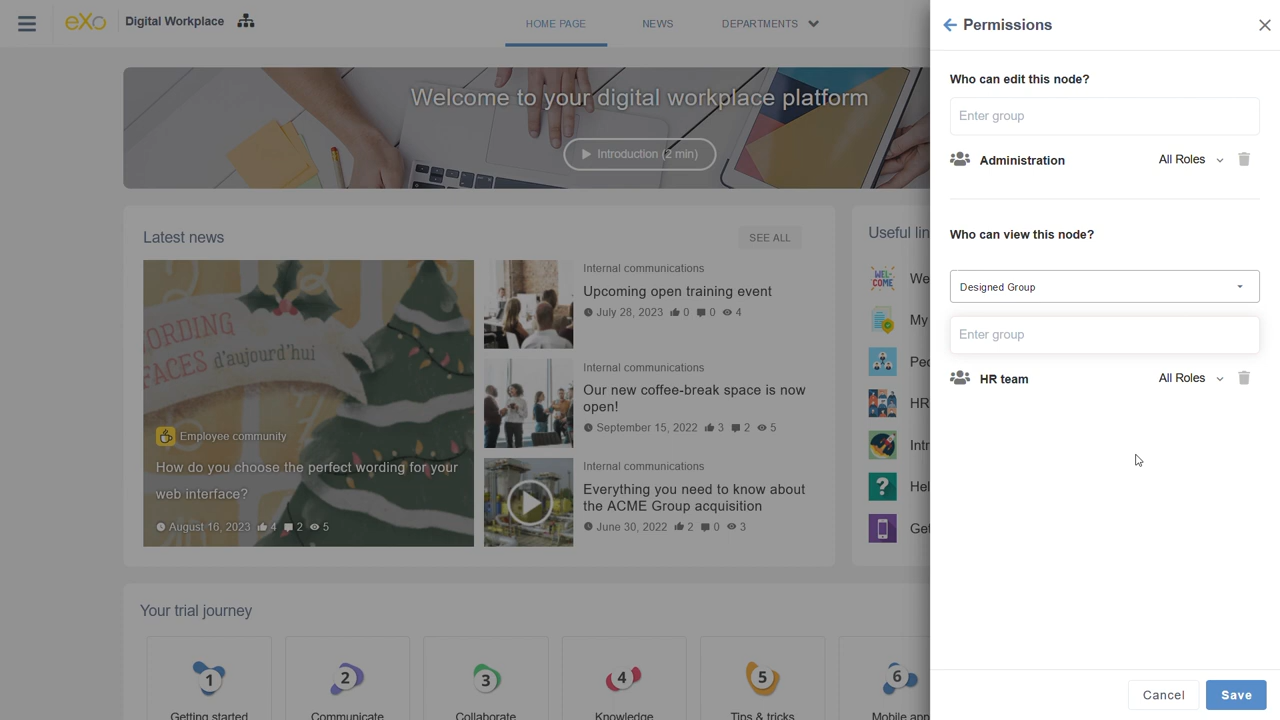 eXo
Digital Workplace
HOME PAGE
NEWS
DEPARTMENTS
Welcome to your digital workplace platform
Introduction (2 min)
Latest news
SEE ALL
ORDING
FACES d'aujourd'hui
Employee community
How do you choose the perfect wording for your
web interface?
August 16, 2023 4 2 5
Internal communications
Upcoming open training event
July 28, 2023 0 0 4
Internal communications
Our new coffee-break space is now
open!
September 15, 2022 3 2 5
Internal communications
Everything you need to know about
the ACME Group acquisition
June 30, 2022 2 0 3
Useful lin
WEL-
COME
We
My
Peo
HR
Intr
? Hel
Get
Your trial journey
1
Getting started
2
Communicate
3
Collaborate
4
Knowledge
5
Tips & tricks
6
Mobile app
Permissions
Who can edit this node?
Enter group
Administration
All Roles
Who can view this node?
Designed Group
Enter group
HR team
All Roles
Cancel
Save